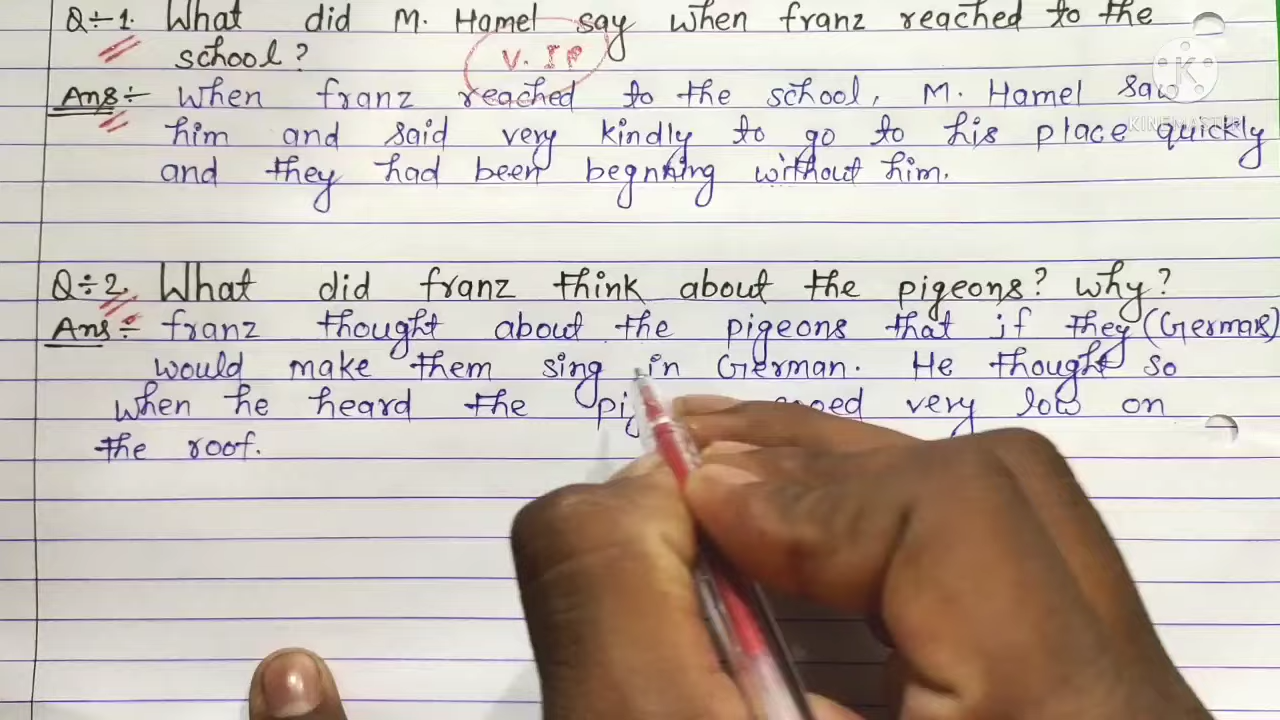 Q÷1. What did M. Hamel say when franz reached to the
school?
V. IP
Ans÷ When franz reached to the school, M. Hamel saw
him and said very kindly to go to his place quickly
and they had been begnning without him.
Q÷2. What did franz think about the pigeons? why?
Ans÷ franz thought about the pigeons that if they (German)
would make them sing in German. He thought so
when he heard the very low on
the roof.
KINEMASTER